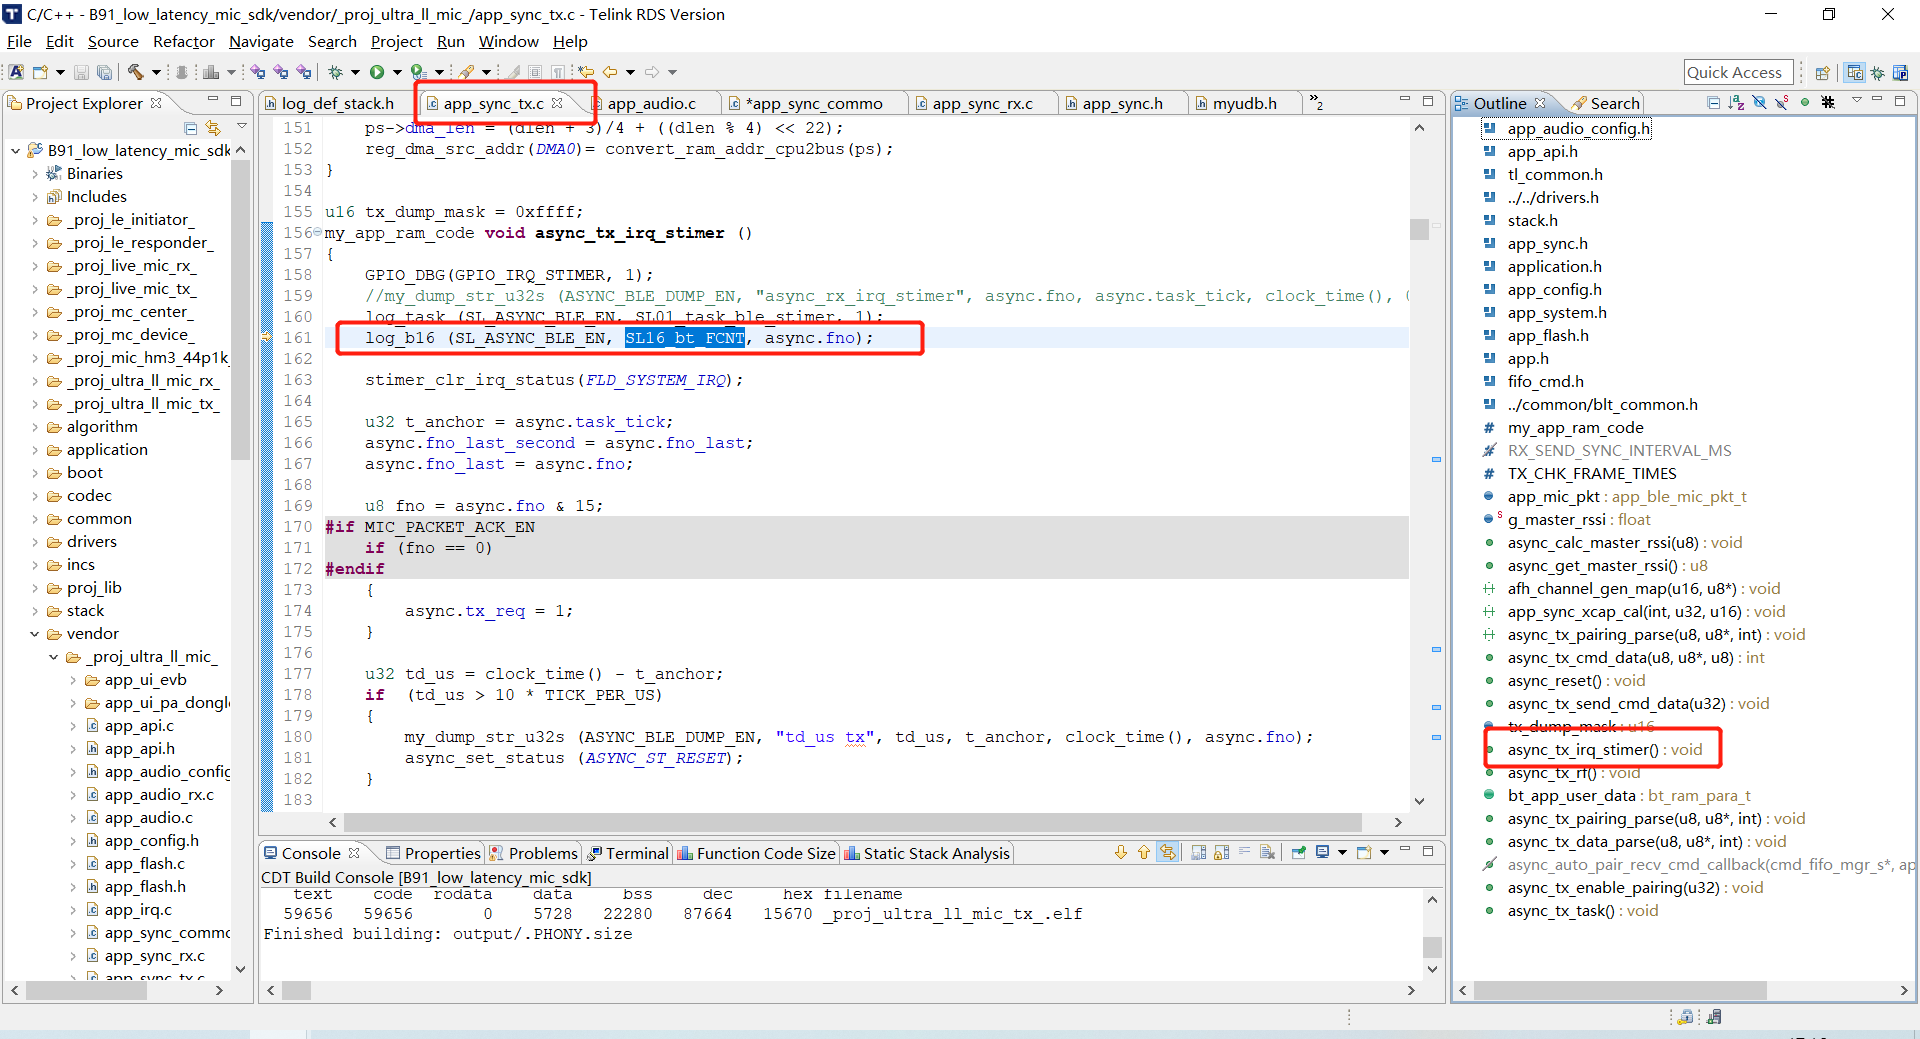 C/C++ - B91_low_latency_mic_sdk/vendor/_proj_ultra_ll_mic_/app_sync_tx.c - Telink RDS Version
File Edit Source Refactor Navigate Search Project Run Window Help
Quick Access
Project Explorer
B91_low_latency_mic_sdk
Binaries
Includes
_proj_le_initiator_
_proj_le_responder_
_proj_live_mic_rx_
_proj_live_mic_tx_
_proj_mc_center_
_proj_mc_device_
_proj_mic_hm3_44p1k_
_proj_ultra_ll_mic_rx_
_proj_ultra_ll_mic_tx_
algorithm
application
boot
codec
common
drivers
incs
proj_lib
stack
vendor
_proj_ultra_ll_mic_
app_ui_evb
app_ui_pa_dongl
app_api.c
app_api.h
app_audio_config
app_audio_rx.c
app_audio.c
app_config.h
app_flash.c
app_flash.h
app_irq.c
app_sync_commo
app_sync_rx.c
app_sync_tx.c
log_def_stack.h app_sync_tx.c app_audio.c *app_sync_commo app_sync_rx.c app_sync.h myudb.h »2
151 ps->dma_len = (dlen + 3)/4 + ((dlen % 4) << 22);
152 reg_dma_src_addr(DMA0)= convert_ram_addr_cpu2bus(ps);
153 }
154
155 u16 tx_dump_mask = 0xffff;
156 my_app_ram_code void async_tx_irq_stimer ()
157 {
158 GPIO_DBG(GPIO_IRQ_STIMER, 1);
159 //my_dump_str_u32s (ASYNC_BLE_DUMP_EN, "async_rx_irq_stimer", async.fno, async.task_tick, clock_time(), 0
160 log_task (SL_ASYNC_BLE_EN, SL01_task_ble_stimer, 1);
161 log_b16 (SL_ASYNC_BLE_EN, SL16_bt_FCNT, async.fno);
162
163 stimer_clr_irq_status(FLD_SYSTEM_IRQ);
164
165 u32 t_anchor = async.task_tick;
166 async.fno_last_second = async.fno_last;
167 async.fno_last = async.fno;
168
169 u8 fno = async.fno & 15;
170 #if MIC_PACKET_ACK_EN
171 if (fno == 0)
172 #endif
173 {
174 async.tx_req = 1;
175 }
176
177 u32 td_us = clock_time() - t_anchor;
178 if (td_us > 10 * TICK_PER_US)
179 {
180 my_dump_str_u32s (ASYNC_BLE_DUMP_EN, "td_us tx", td_us, t_anchor, clock_time(), async.fno);
181 async_set_status (ASYNC_ST_RESET);
182 }
183
Console Properties Problems Terminal Function Code Size Static Stack Analysis
CDT Build Console [B91_low_latency_mic_sdk]
text code rodata data bss dec hex filename
59656 59656 0 5728 22280 87664 15670 _proj_ultra_ll_mic_tx_.elf
Finished building: output/.PHONY.size
Outline Search
app_audio_config.h
app_api.h
tl_common.h
../../drivers.h
stack.h
app_sync.h
application.h
app_config.h
app_system.h
app_flash.h
app.h
fifo_cmd.h
../common/blt_common.h
my_app_ram_code
RX_SEND_SYNC_INTERVAL_MS
TX_CHK_FRAME_TIMES
app_mic_pkt : app_ble_mic_pkt_t
g_master_rssi : float
async_calc_master_rssi(u8) : void
async_get_master_rssi() : u8
afh_channel_gen_map(u16, u8*) : void
app_sync_xcap_cal(int, u32, u16) : void
async_tx_pairing_parse(u8, u8*, int) : void
async_tx_cmd_data(u8, u8*, u8) : int
async_reset() : void
async_tx_send_cmd_data(u32) : void
tx_dump_mask : u16
async_tx_irq_stimer() : void
async_tx_rf() : void
bt_app_user_data : bt_ram_para_t
async_tx_pairing_parse(u8, u8*, int) : void
async_tx_data_parse(u8, u8*, int) : void
async_auto_pair_recv_cmd_callback(cmd_fifo_mgr_s*, ap
async_tx_enable_pairing(u32) : void
async_tx_task() : void